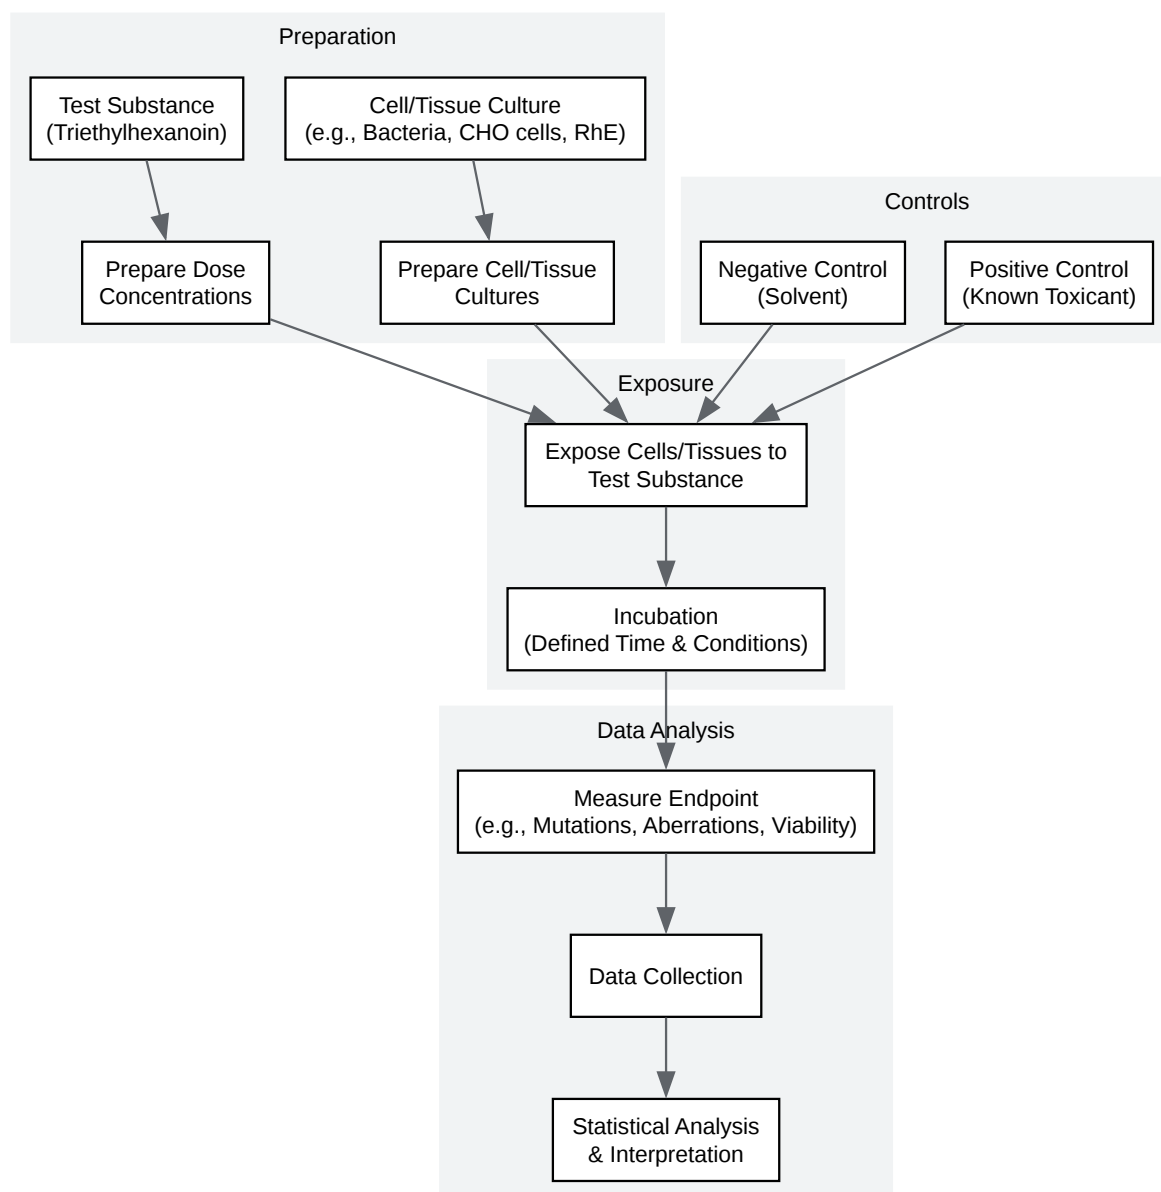 Preparation
Test Substance
(Triethylhexanoin)
Cell/Tissue Culture
(e.g., Bacteria, CHO cells, RhE)
Prepare Dose
Concentrations
Prepare Cell/Tissue
Cultures
Controls
Negative Control
(Solvent)
Positive Control
(Known Toxicant)
Exposure
Expose Cells/Tissues to
Test Substance
Incubation
(Defined Time & Conditions)
Data Analysis
Measure Endpoint
(e.g., Mutations, Aberrations, Viability)
Data Collection
Statistical Analysis
& Interpretation